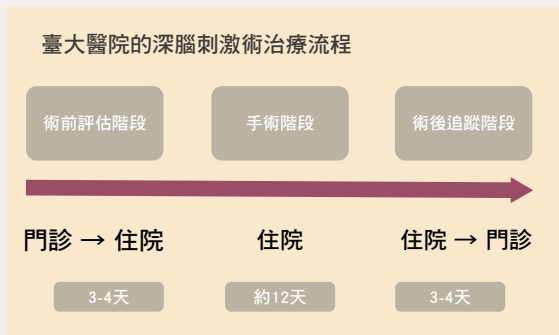 臺大醫院的深腦刺激術治療流程
術前評估階段
手術階段
術後追蹤階段
門診 → 住院
住院
住院 → 門診
3-4天
約12天
3-4天